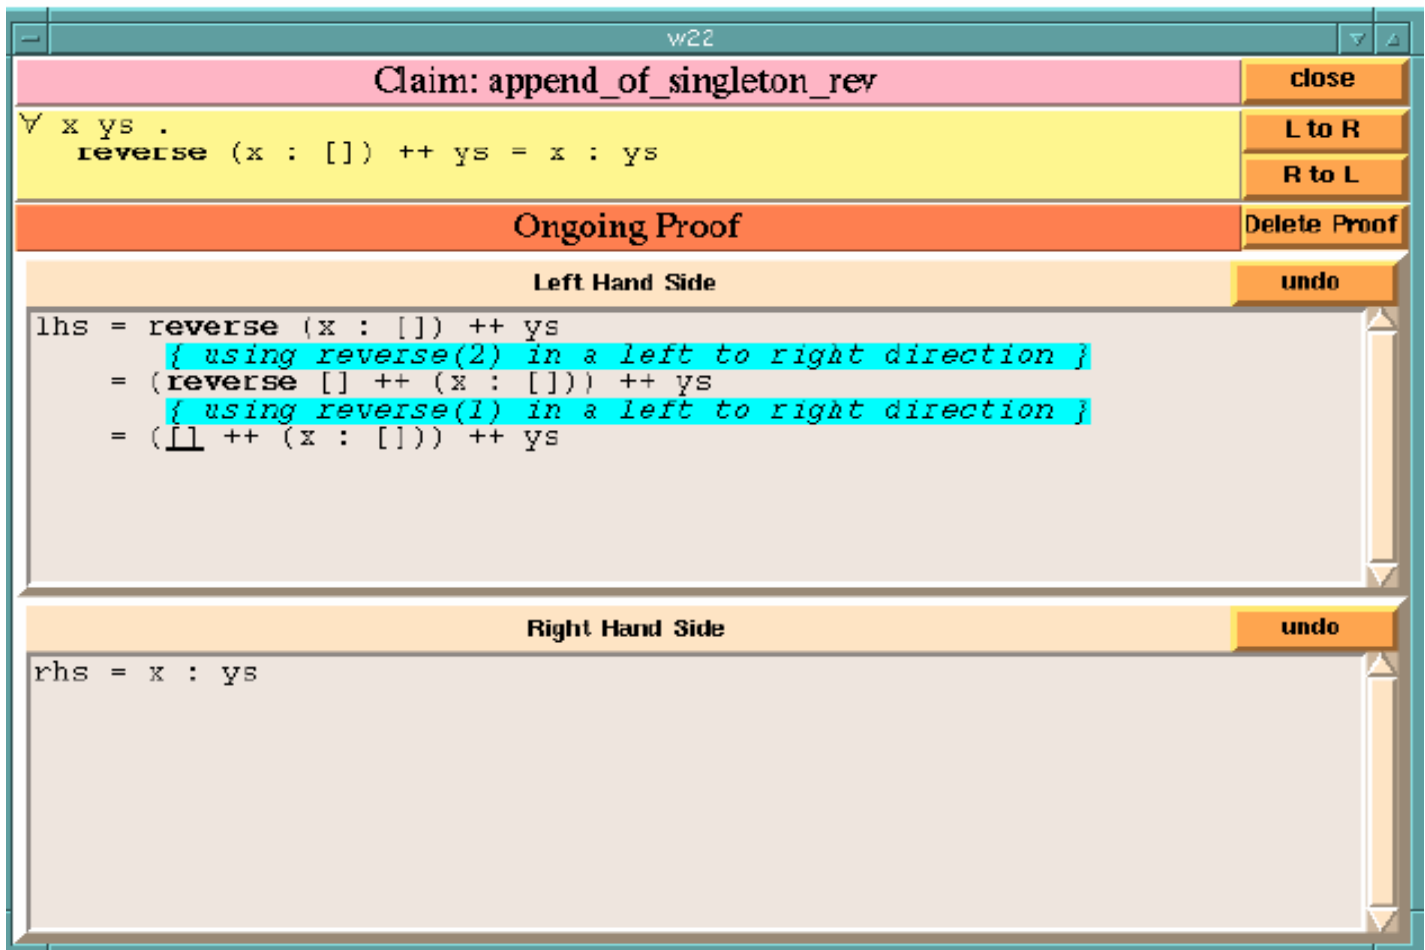 w22
Claim: append_of_singleton_rev
close
∀ x ys .
reverse (x : []) ++ ys = x : ys
L to R
R to L
Ongoing Proof
Delete Proof
Left Hand Side
undo
lhs = reverse (x : []) ++ ys
{ using reverse(2) in a left to right direction }
= (reverse [] ++ (x : [])) ++ ys
{ using reverse(1) in a left to right direction }
= ([] ++ (x : [])) ++ ys
Right Hand Side
undo
rhs = x : ys